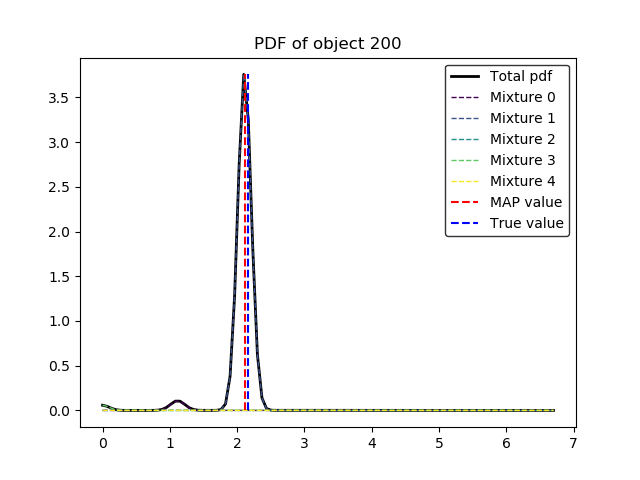 PDF of object 200
Total pdf
Mixture 0
Mixture 1
Mixture 2
Mixture 3
Mixture 4
MAP value
True value
3.5
3.0
2.5
2.0
1.5
1.0
0.5
0.0
0 1 2 3 4 5 6 7